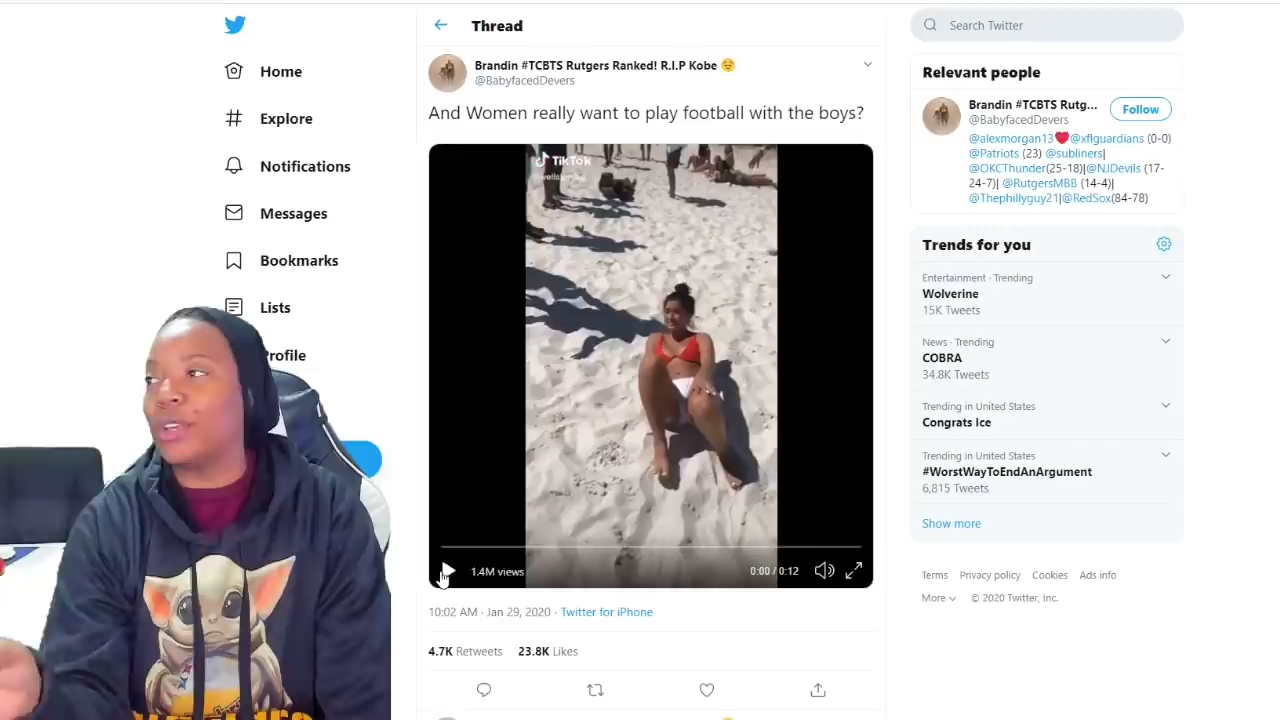 Home
Explore
Notifications
Messages
Bookmarks
Lists
Profile
Thread
Brandin #TCBTS Rutgers Ranked! R.I.P Kobe
@BabyfacedDevers
And Women really want to play football with the boys?
TikTok
1.4M views
0:00 / 0:12
10:02 AM · Jan 29, 2020 · Twitter for iPhone
4.7K Retweets 23.8K Likes
Search Twitter
Relevant people
Brandin #TCBTS Rutg...
@BabyfacedDevers
Follow
@alexmorgan13❤@xflguardians (0-0)
@Patriots (23) @subliners|
@OKCThunder(25-18)|@NJDevils (17-
24-7)| @RutgersMBB (14-4)|
@Thephillyguy21|@RedSox(84-78)
Trends for you
Entertainment · Trending
Wolverine
15K Tweets
News · Trending
COBRA
34.8K Tweets
Trending in United States
Congrats Ice
Trending in United States
#WorstWayToEndAnArgument
6,815 Tweets
Show more
Terms Privacy policy Cookies Ads info
More © 2020 Twitter, Inc.